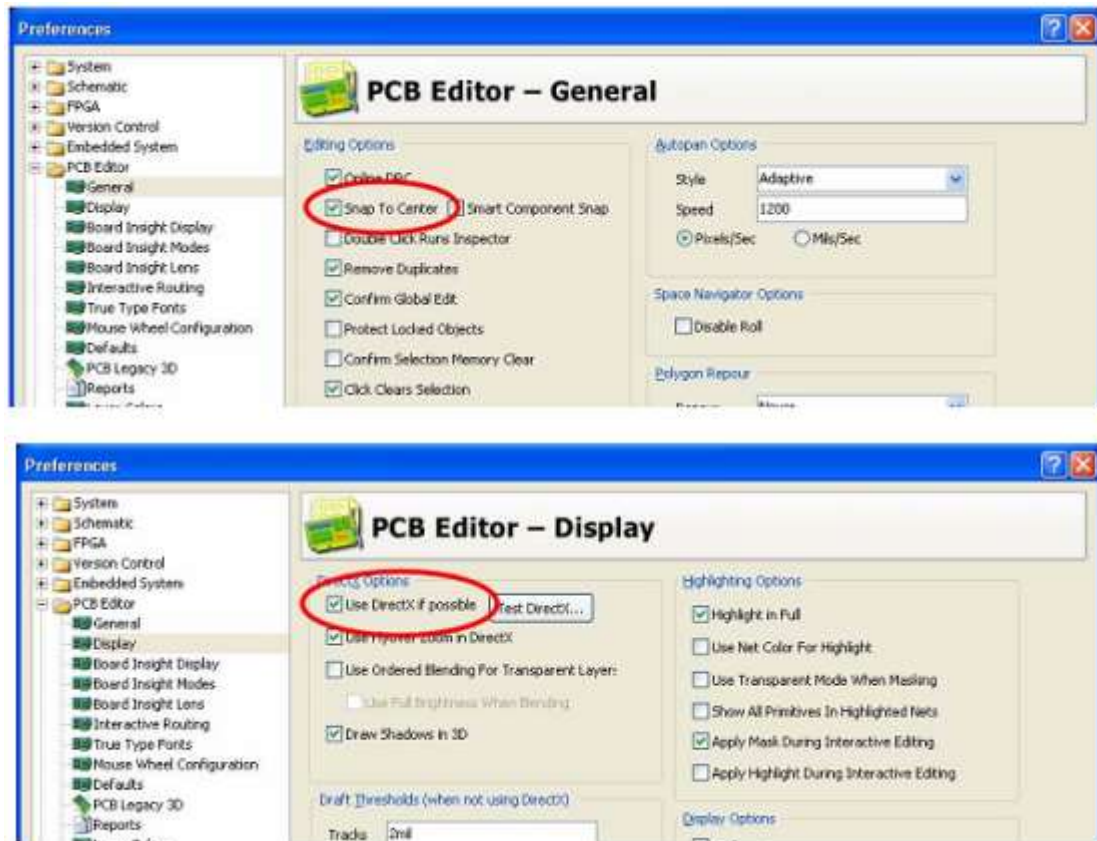 Preferences
System
Schematic
FPGA
Version Control
Embedded System
PCB Editor
General
Display
Board Insight Display
Board Insight Modes
Board Insight Lens
Interactive Routing
True Type Fonts
Mouse Wheel Configuration
Defaults
PCB Legacy 3D
Reports
PCB Editor – General
Editing Options
Online DRC
Snap To Center Smart Component Snap
Double Click Runs Inspector
Remove Duplicates
Confirm Global Edit
Protect Locked Objects
Confirm Selection Memory Clear
Click Clears Selection
Autopan Options
Style Adaptive
Speed 1200
Pixels/Sec Mils/Sec
Space Navigator Options
Disable Roll
Polygon Repour
Preferences
System
Schematic
FPGA
Version Control
Embedded System
PCB Editor
General
Display
Board Insight Display
Board Insight Modes
Board Insight Lens
Interactive Routing
True Type Fonts
Mouse Wheel Configuration
Defaults
PCB Legacy 3D
Reports
PCB Editor – Display
DirectX Options
Use DirectX if possible Test DirectX...
Use Flyover Zoom in DirectX
Use Ordered Blending For Transparent Layers
Use Full Brightness When Blending
Draw Shadows in 3D
Draft Thresholds (when not using DirectX)
Tracks 2mil
Highlighting Options
Highlight in Full
Use Net Color For Highlight
Use Transparent Mode When Masking
Show All Primitives In Highlighted Nets
Apply Mask During Interactive Editing
Apply Highlight During Interactive Editing
Display Options